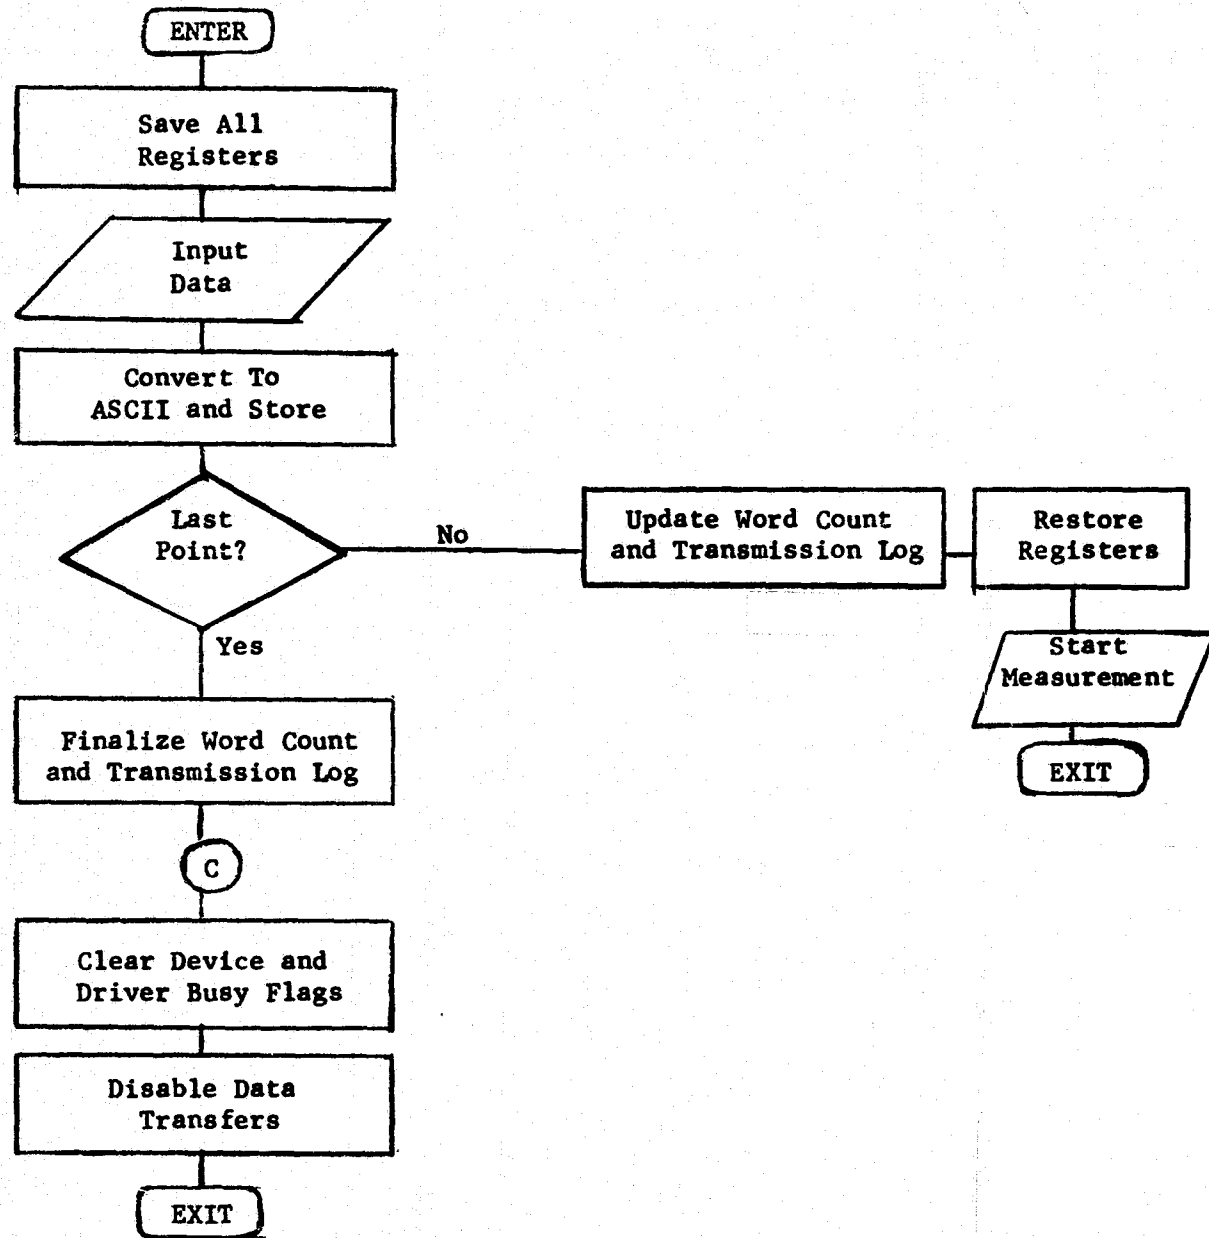 ENTER
Save All
Registers
Input
Data
Convert To
ASCII and Store
Last
Point?
No
Update Word Count
and Transmission Log
Restore
Registers
Start
Measurement
EXIT
Yes
Finalize Word Count
and Transmission Log
C
Clear Device and
Driver Busy Flags
Disable Data
Transfers
EXIT